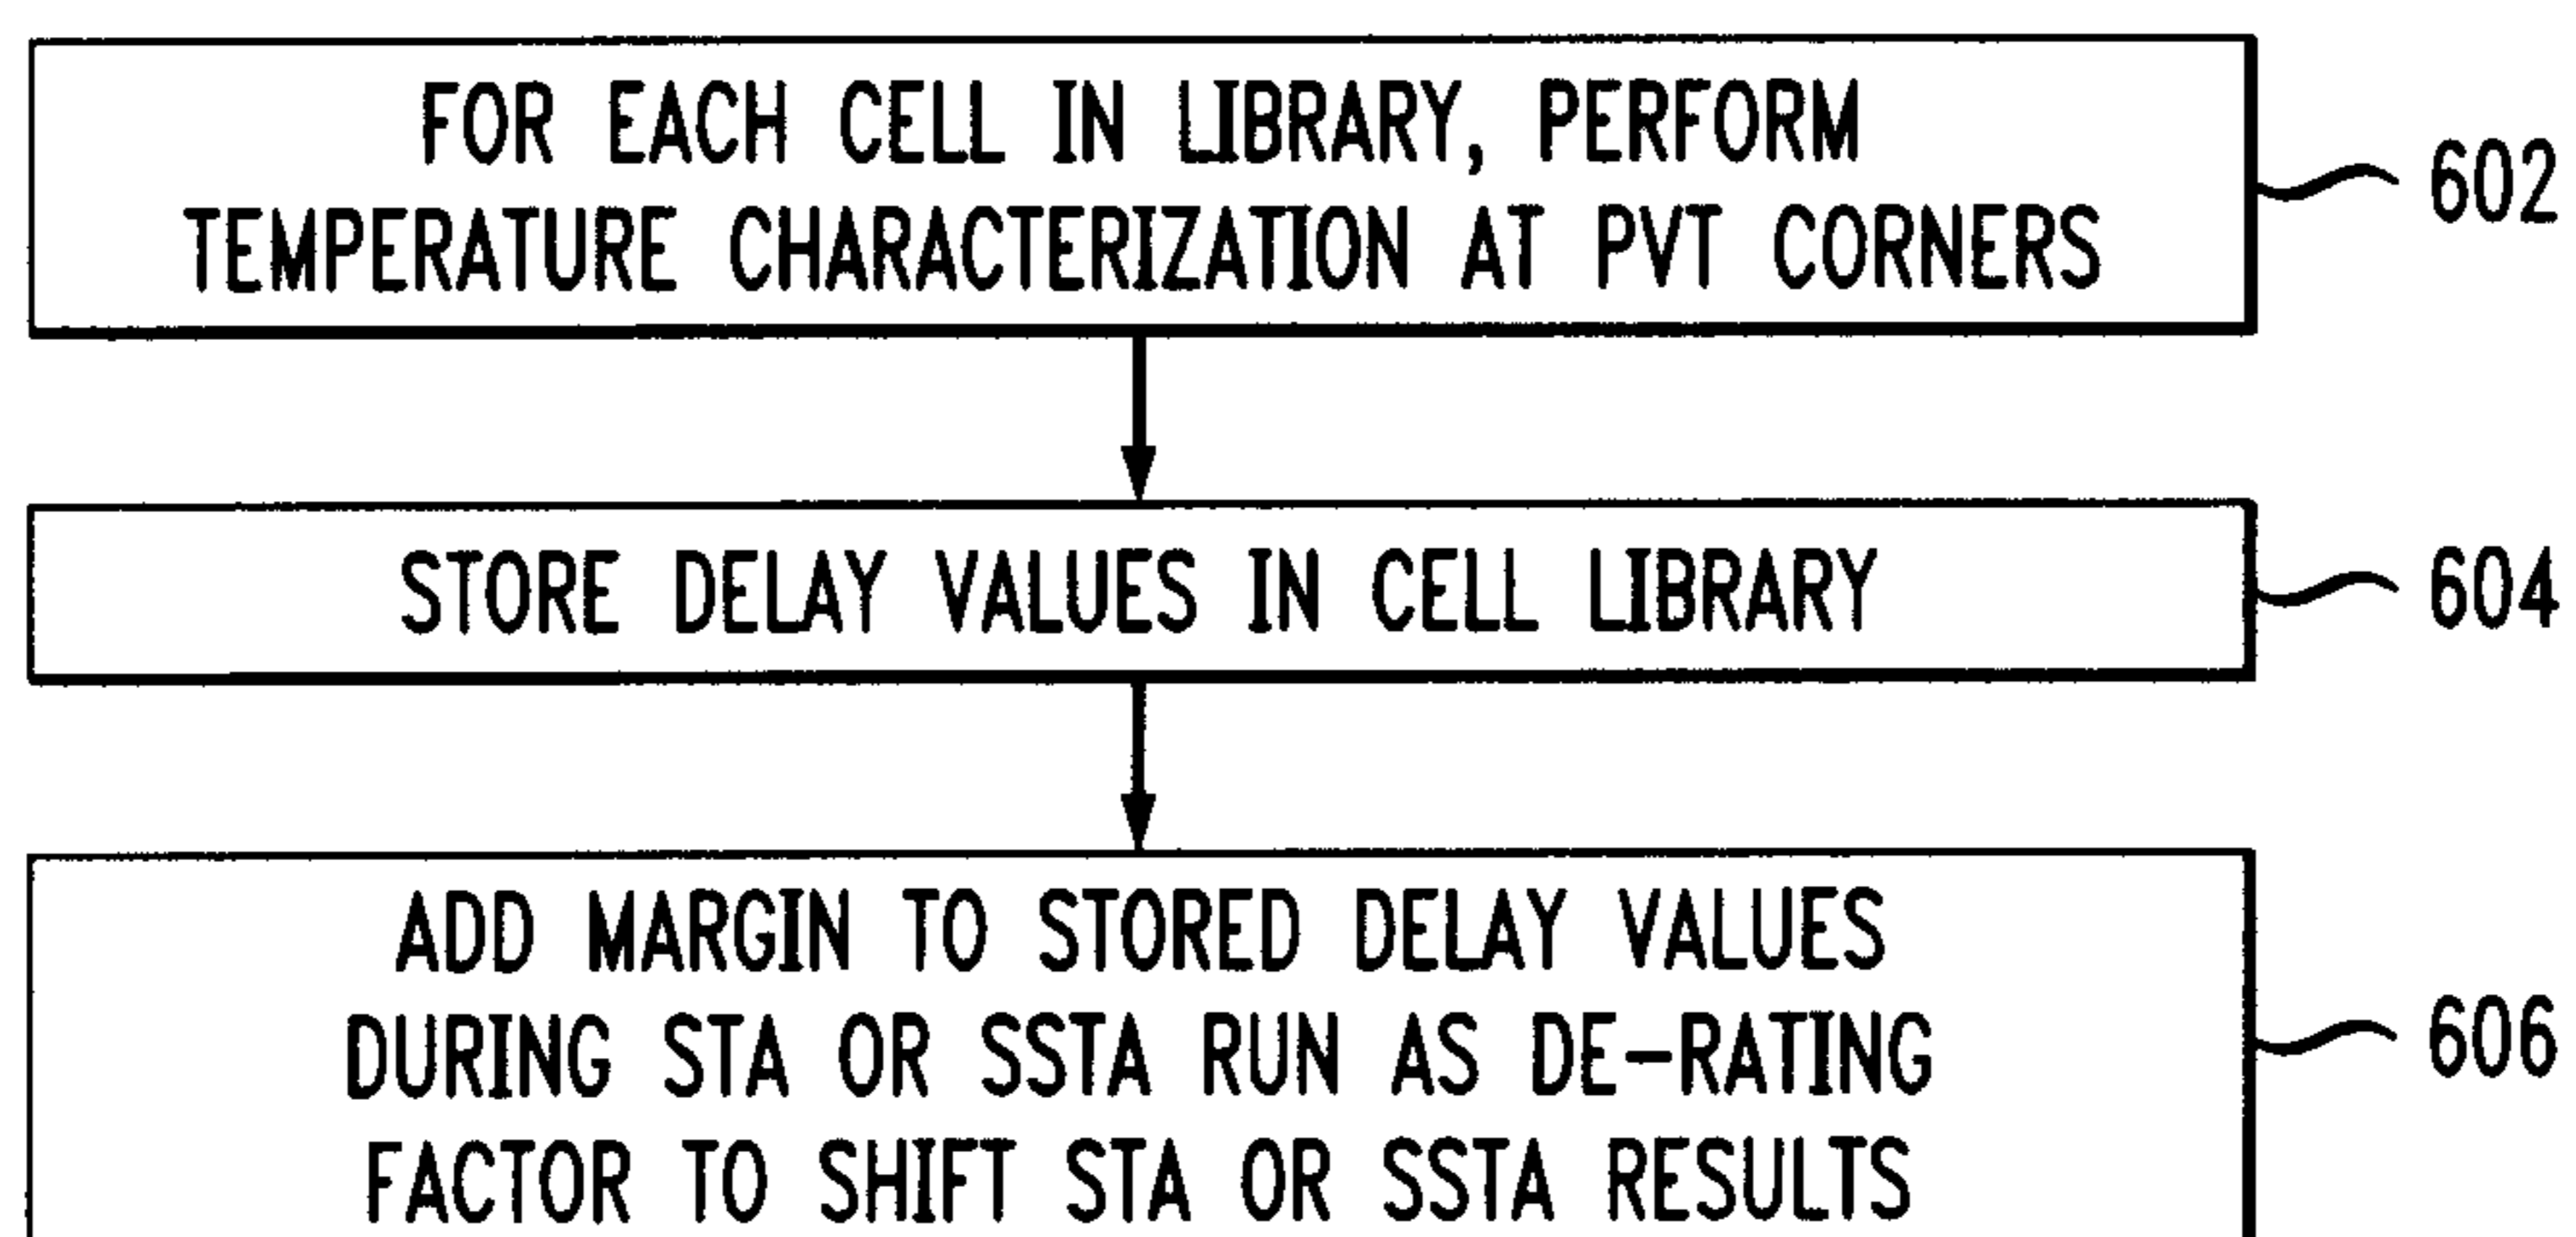 FOR EACH CELL IN LIBRARY, PERFORM
TEMPERATURE CHARACTERIZATION AT PVT CORNERS
602
STORE DELAY VALUES IN CELL LIBRARY
604
ADD MARGIN TO STORED DELAY VALUES
DURING STA OR SSTA RUN AS DE-RATING
FACTOR TO SHIFT STA OR SSTA RESULTS
606